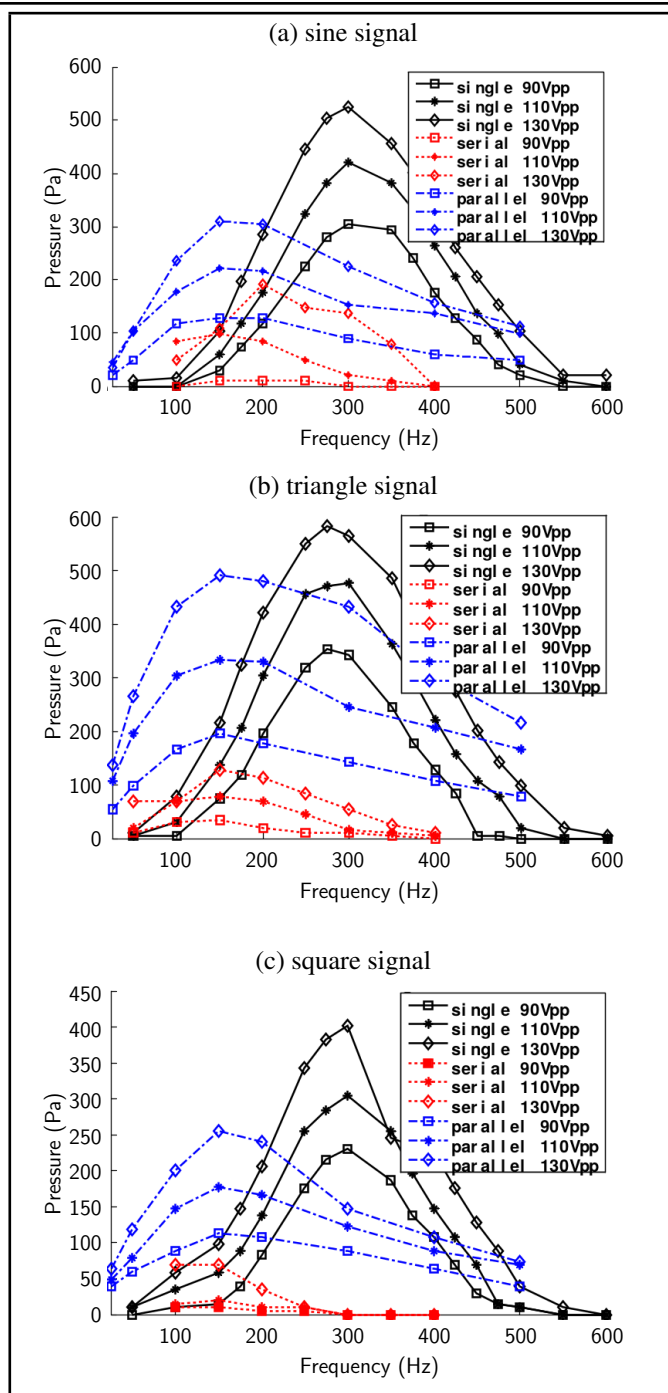 (a) sine signal
600
500
400
300
200
100
0
Pressure (Pa)
single 90Vpp
single 110Vpp
single 130Vpp
serial 90Vpp
serial 110Vpp
serial 130Vpp
parallel 90Vpp
parallel 110Vpp
parallel 130Vpp
100 200 300 400 500 600
Frequency (Hz)
(b) triangle signal
600
500
400
300
200
100
0
Pressure (Pa)
single 90Vpp
single 110Vpp
single 130Vpp
serial 90Vpp
serial 110Vpp
serial 130Vpp
parallel 90Vpp
parallel 110Vpp
parallel 130Vpp
100 200 300 400 500 600
Frequency (Hz)
(c) square signal
450
400
350
300
250
200
150
100
50
0
Pressure (Pa)
single 90Vpp
single 110Vpp
single 130Vpp
serial 90Vpp
serial 110Vpp
serial 130Vpp
parallel 90Vpp
parallel 110Vpp
parallel 130Vpp
100 200 300 400 500 600
Frequency (Hz)